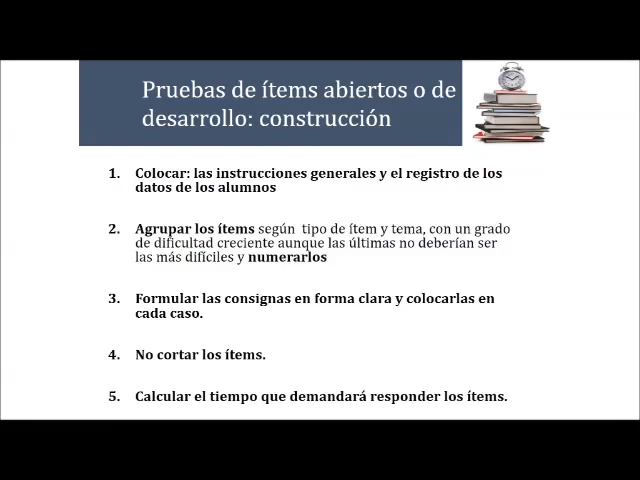 Pruebas de ítems abiertos o de
desarrollo: construcción
1. Colocar: las instrucciones generales y el registro de los
datos de los alumnos
2. Agrupar los ítems según tipo de ítem y tema, con un grado
de dificultad creciente aunque las últimas no deberían ser
las más difíciles y numerarlos
3. Formular las consignas en forma clara y colocarlas en
cada caso.
4. No cortar los ítems.
5. Calcular el tiempo que demandará responder los ítems.